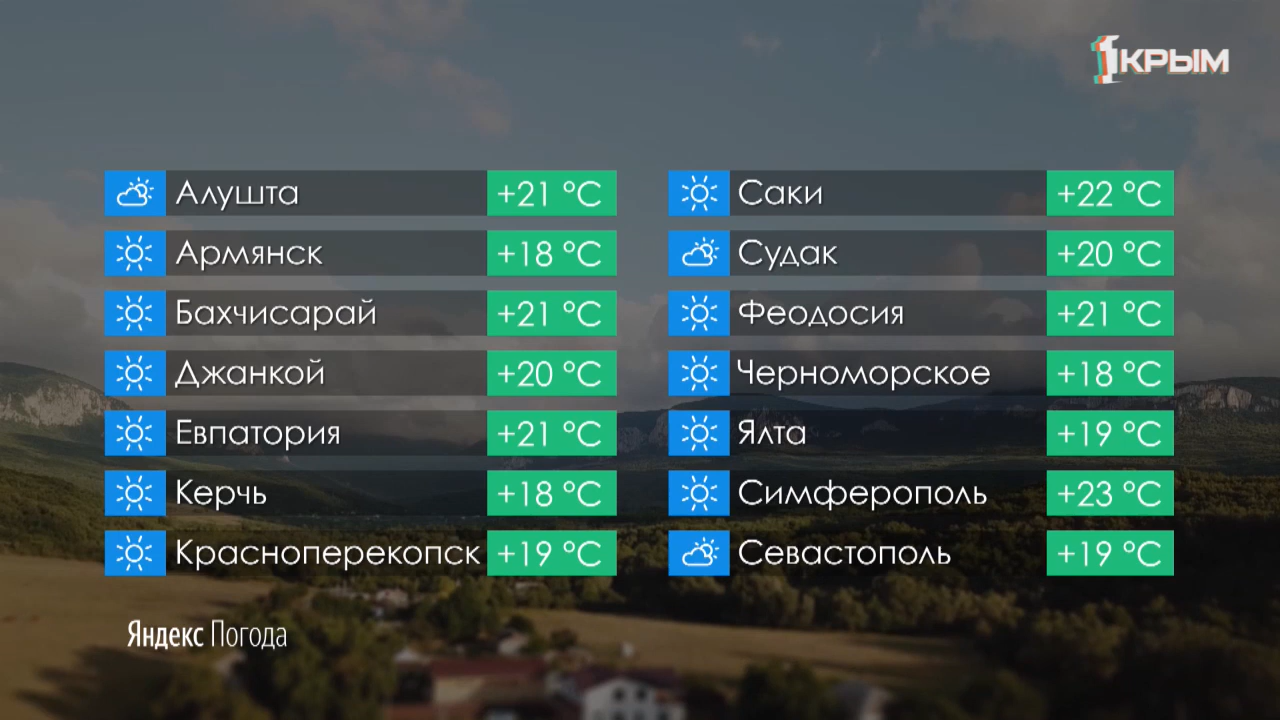 1КРЫМ
Алушта +21 °C
Армянск +18 °C
Бахчисарай +21 °C
Джанкой +20 °C
Евпатория +21 °C
Керчь +18 °C
Красноперекопск +19 °C
Саки +22 °C
Судак +20 °C
Феодосия +21 °C
Черноморское +18 °C
Ялта +19 °C
Симферополь +23 °C
Севастополь +19 °C
Яндекс Погода